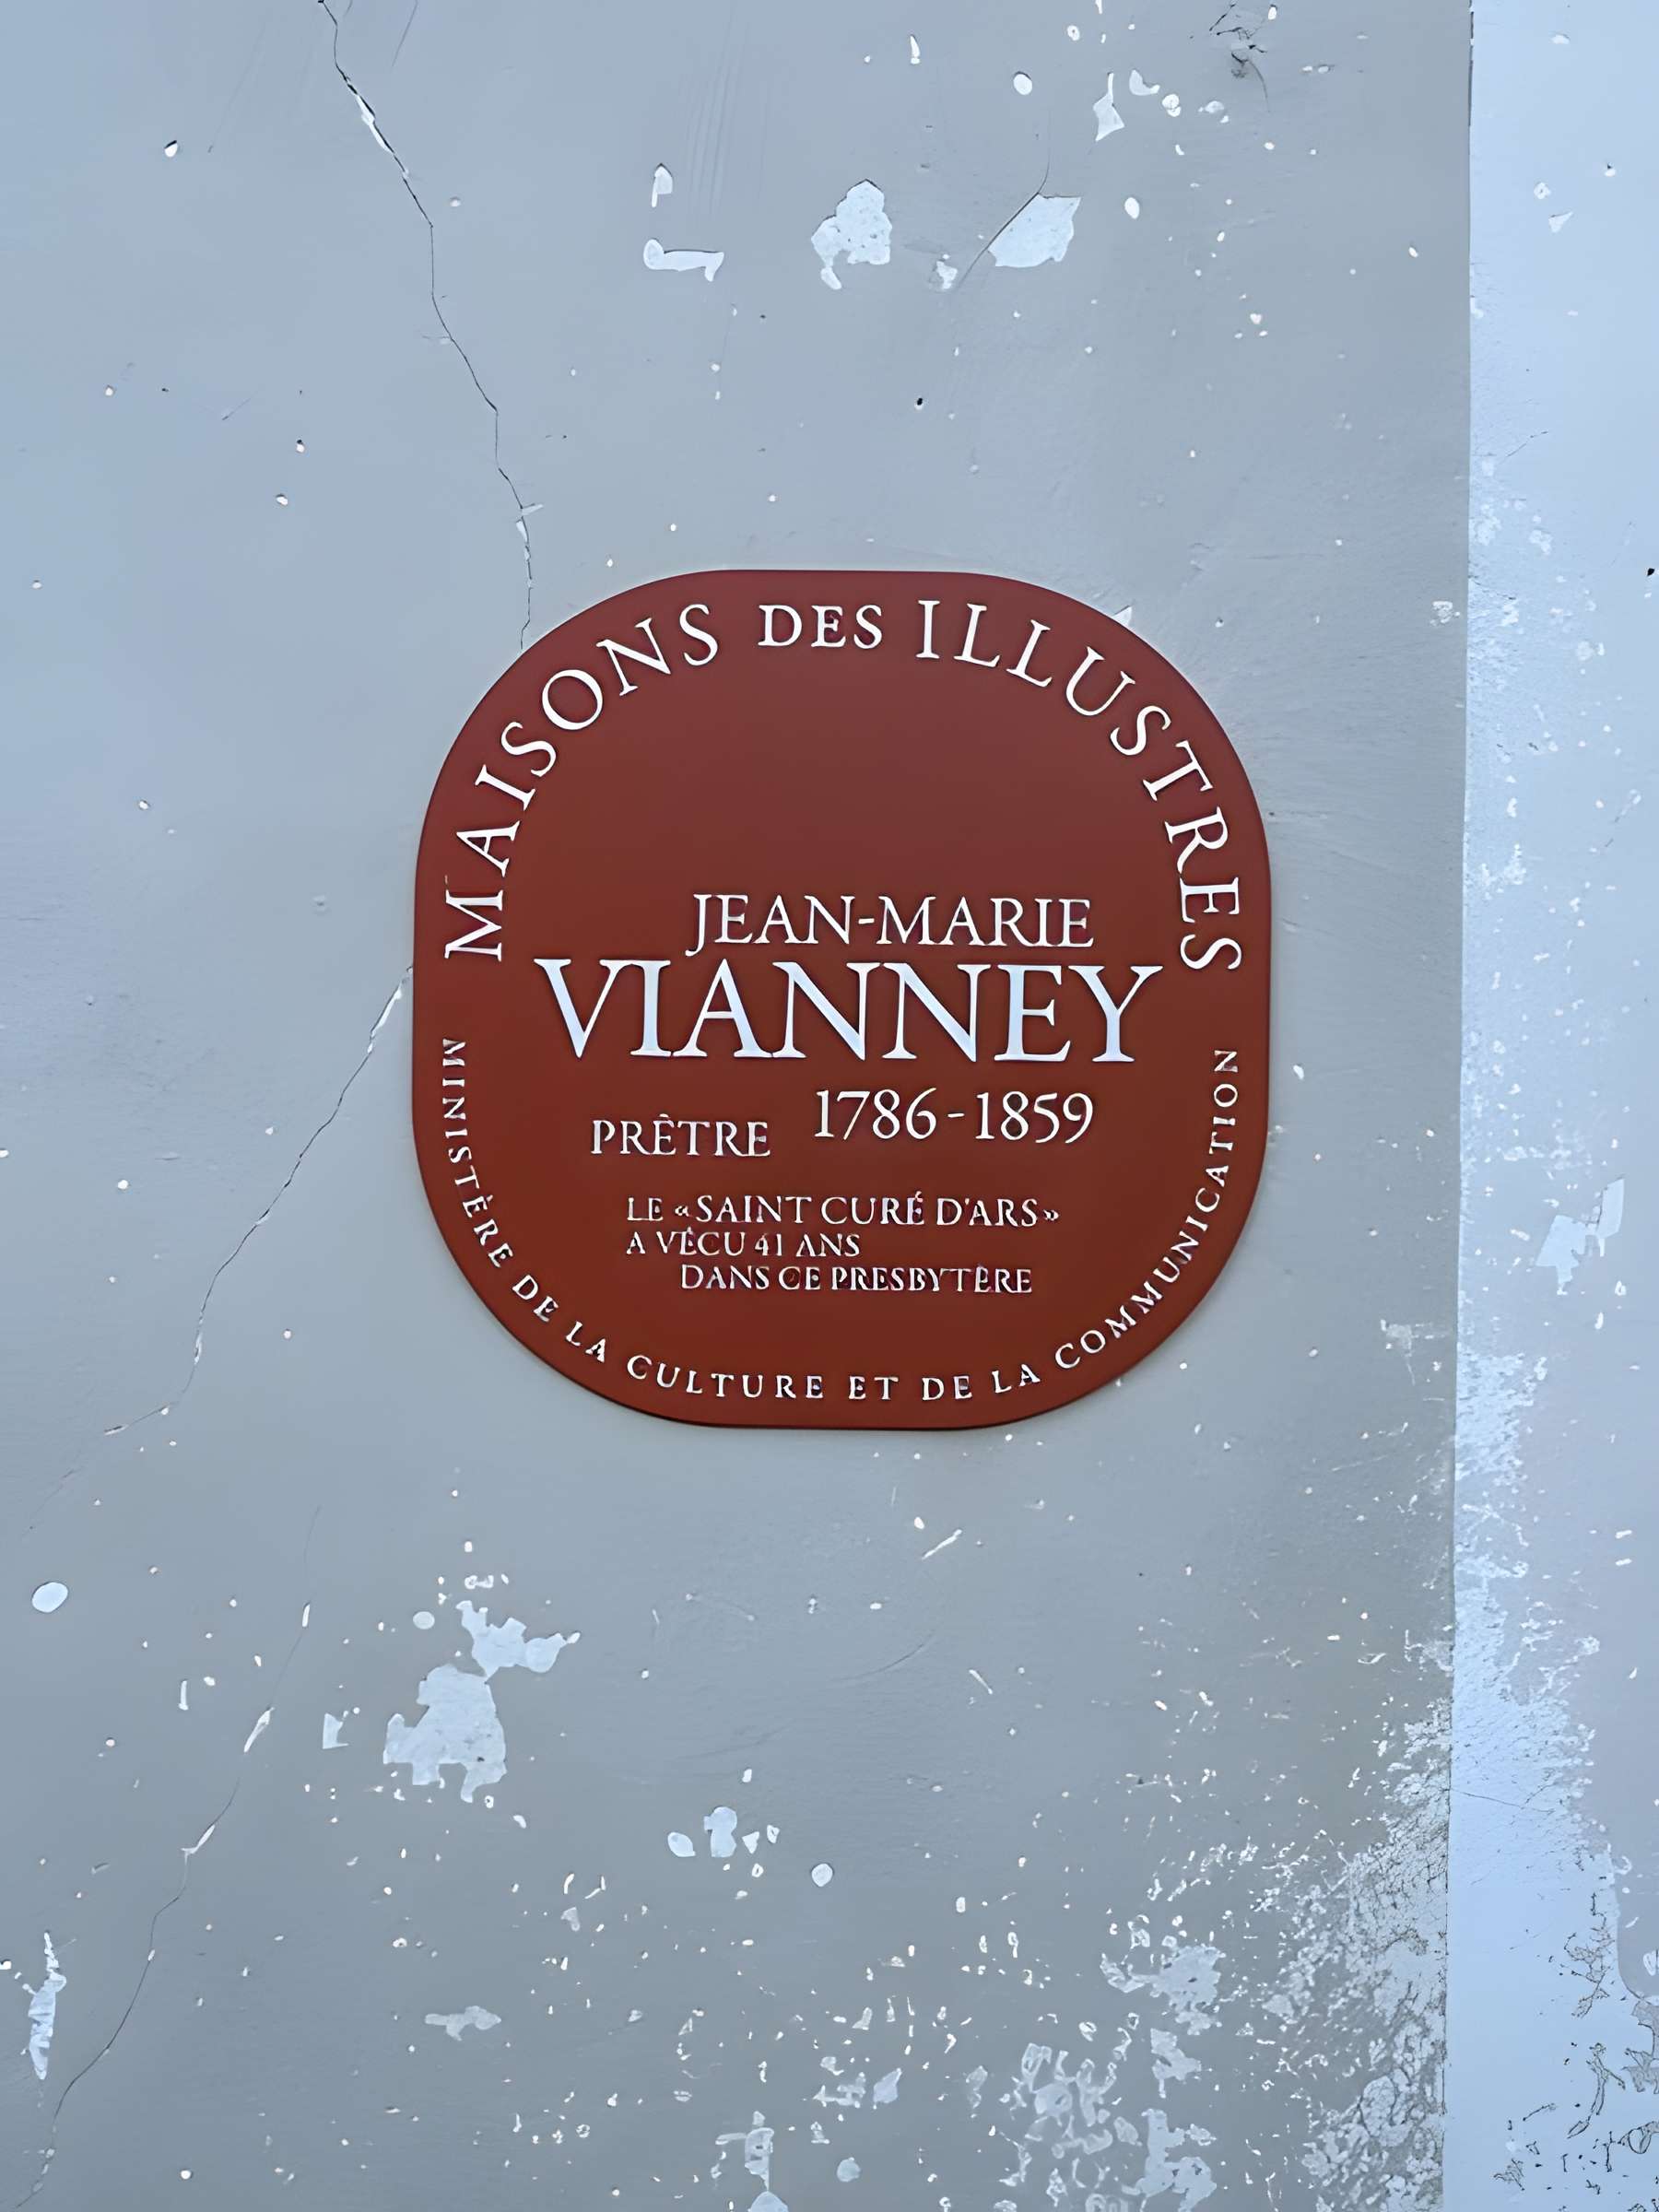 MAISONS DES ILLUSTRES
JEAN-MARIE
VIANNEY
1786-1859
PRÊTRE
LE «SAINT CURÉ D'ARS»
A VÉCU 41 ANS
DANS CE PRESBYTÈRE
MINISTÈRE DE LA CULTURE ET DE LA COMMUNICATION